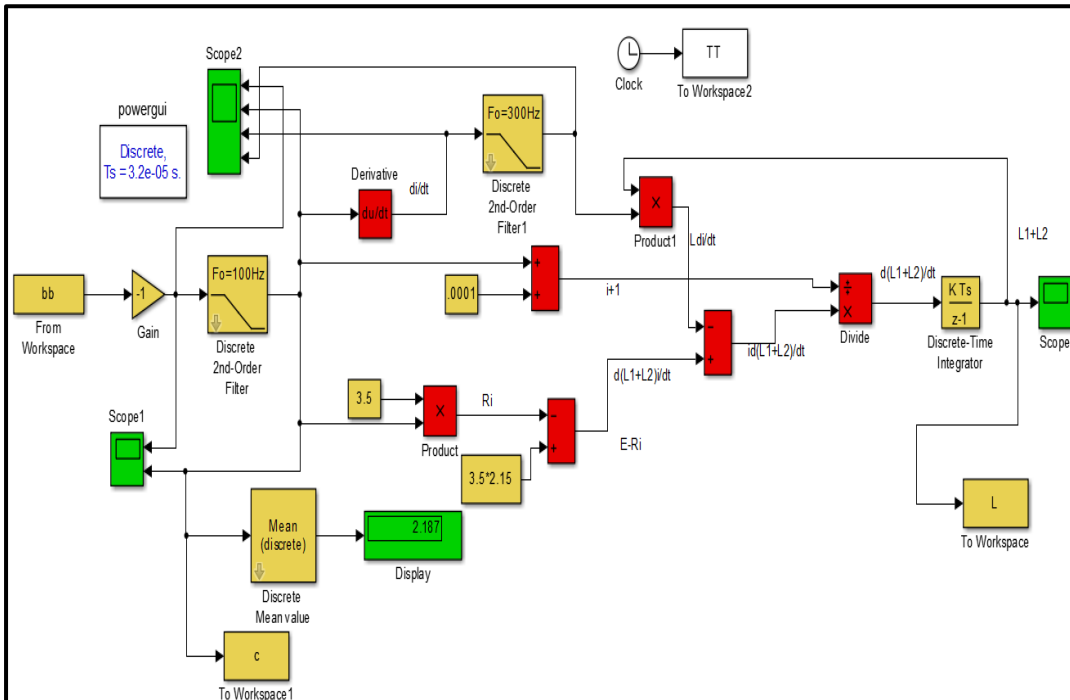 Scope2
powergui
Discrete,
Ts = 3.2e-05 s.
TT
Clock
To Workspace2
Fo=300Hz
Discrete
2nd-Order
Filter1
Derivative
du/dt
di/dt
X
Product1
Ldi/dt
L1+L2
bb
From
Workspace
-1
Gain
Fo=100Hz
Discrete
2nd-Order
Filter
.0001
+
+
i+1
÷
X
Divide
d(L1+L2)/dt
K Ts
z-1
Discrete-Time
Integrator
Scope
−
+
id(L1+L2)/dt
d(L1+L2)i/dt
3.5
X
Product
Ri
−
+
E-Ri
3.5*2.15
Scope1
Mean
(discrete)
Discrete
Mean value
2.187
Display
L
To Workspace
c
To Workspace1